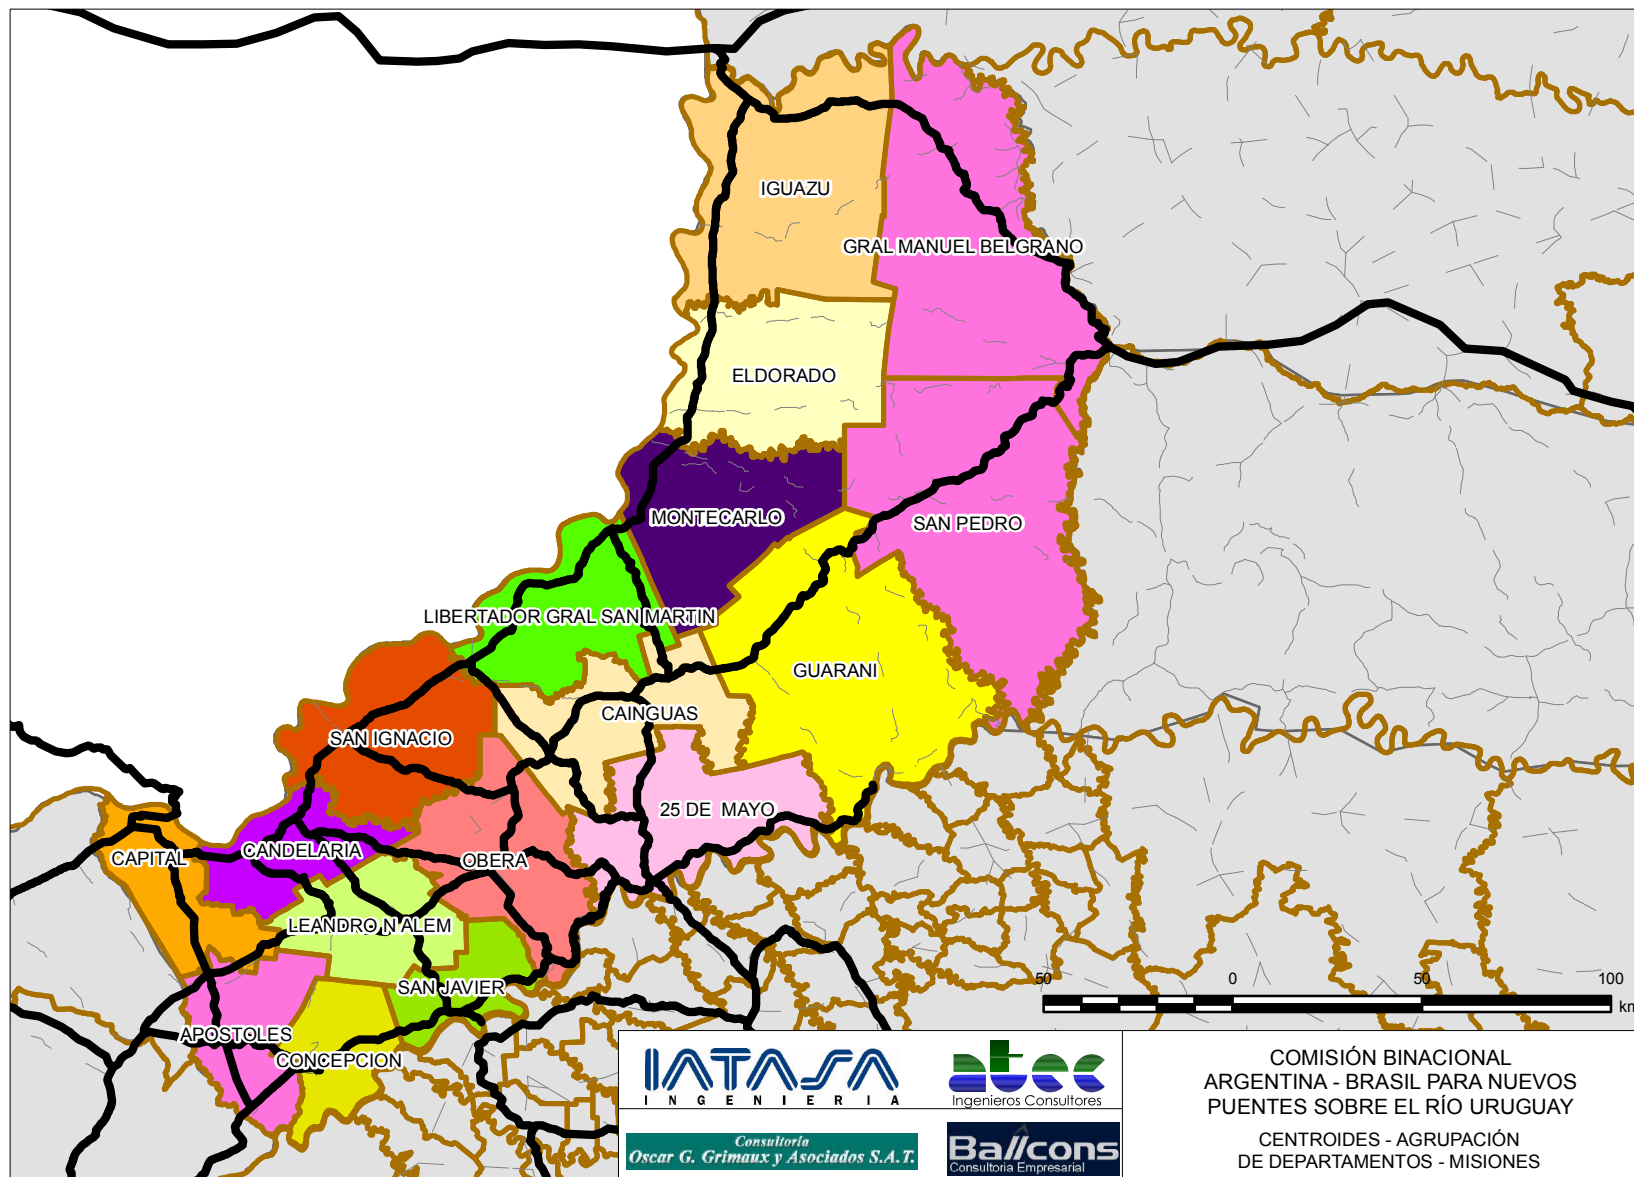 IGUAZU
GRAL MANUEL BELGRANO
ELDORADO
MONTECARLO
SAN PEDRO
LIBERTADOR GRAL SAN MARTIN
GUARANI
CAINGUAS
SAN IGNACIO
25 DE MAYO
CAPITAL
CANDELARIA
OBERA
LEANDRO N ALEM
SAN JAVIER
APOSTOLES
CONCEPCION
50 0 50 100
km
IATASA
INGENIERIA
atec
Ingenieros Consultores
Consultoría
Oscar G. Grimaux y Asociados S.A.T.
Ballcons
Consultoria Empresarial
COMISIÓN BINACIONAL
ARGENTINA - BRASIL PARA NUEVOS
PUENTES SOBRE EL RÍO URUGUAY
CENTROIDES - AGRUPACIÓN
DE DEPARTAMENTOS - MISIONES